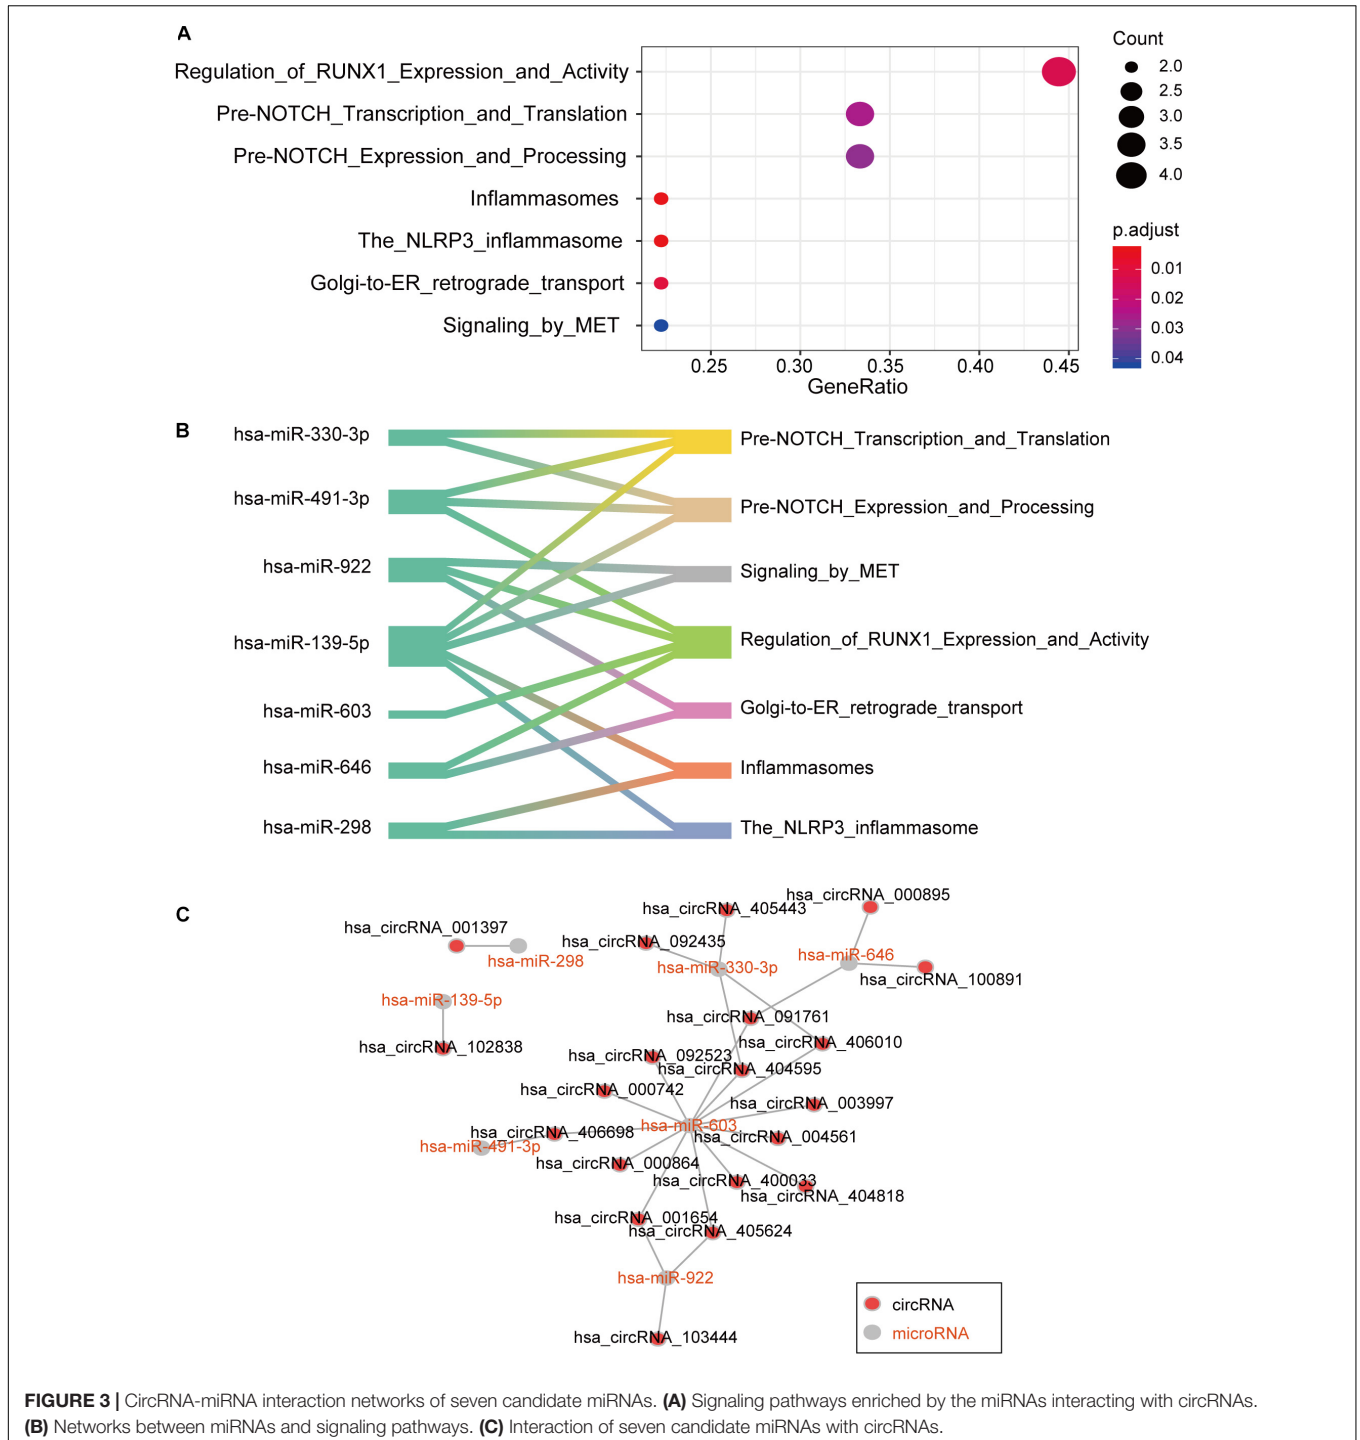 A
Count
Regulation_of_RUNX1_Expression_and_Activity
2.0
2.5
Pre-NOTCH_Transcription_and_Translation
3.0
3.5
Pre-NOTCH_Expression_and_Processing
4.0
Inflammasomes
p.adjust
The_NLRP3_inflammasome
0.01
Golgi-to-ER_retrograde_transport
0.02
Signaling_by_MET
0.03
0.04
0.25 0.30 0.35 0.40 0.45
GeneRatio
B
hsa-miR-330-3p
Pre-NOTCH_Transcription_and_Translation
hsa-miR-491-3p
Pre-NOTCH_Expression_and_Processing
hsa-miR-922
Signaling_by_MET
hsa-miR-139-5p
Regulation_of_RUNX1_Expression_and_Activity
hsa-miR-603
Golgi-to-ER_retrograde_transport
hsa-miR-646
Inflammasomes
hsa-miR-298
The_NLRP3_inflammasome
C
hsa_circRNA_000895
hsa_circRNA_405443
hsa_circRNA_001397
hsa_circRNA_092435
hsa-miR-646
hsa-miR-298
hsa-miR-330-3p
hsa_circRNA_100891
hsa-miR-139-5p
hsa_circRNA_091761
hsa_circRNA_406010
hsa_circRNA_102838
hsa_circRNA_092523
hsa_circRNA_404595
hsa_circRNA_000742
hsa_circRNA_003997
hsa-miR-603
hsa_circRNA_406698
hsa_circRNA_004561
hsa-miR-491-3p
hsa_circRNA_000864
hsa_circRNA_400033
hsa_circRNA_404818
hsa_circRNA_001654
hsa_circRNA_405624
hsa-miR-922
hsa_circRNA_103444
circRNA
microRNA
FIGURE 3 | CircRNA-miRNA interaction networks of seven candidate miRNAs. (A) Signaling pathways enriched by the miRNAs interacting with circRNAs.
(B) Networks between miRNAs and signaling pathways. (C) Interaction of seven candidate miRNAs with circRNAs.